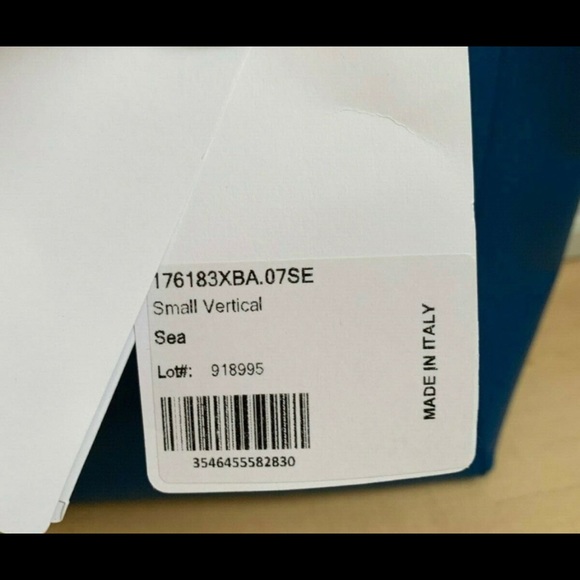 176183XBA.07SE
Small Vertical
Sea
Lot#: 918995
3546455582830
MADE IN ITALY